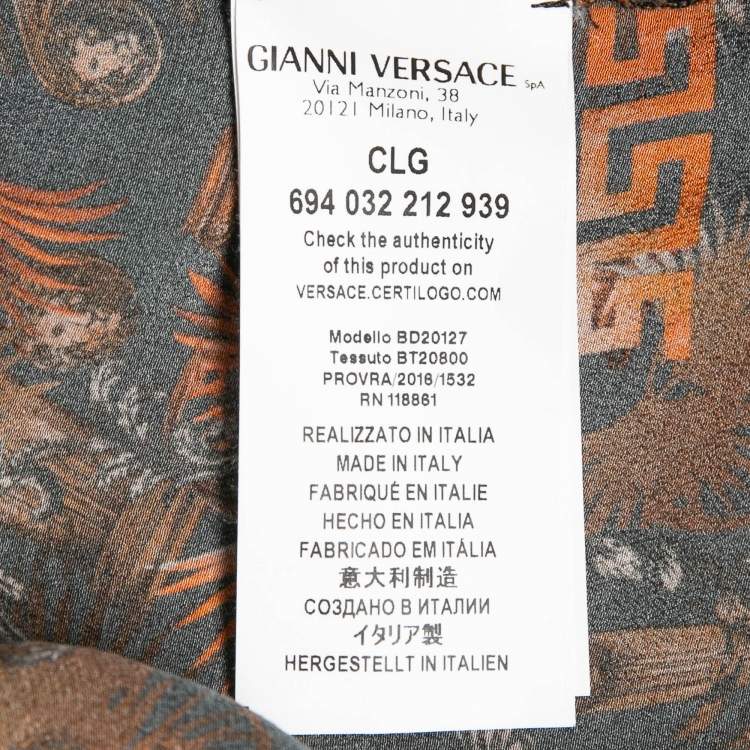 GIANNI VERSACE SpA
Via Manzoni, 38
20121 Milano, Italy
CLG
694 032 212 939
Check the authenticity
of this product on
VERSACE.CERTILOGO.COM
Modello BD20127
Tessuto BT20800
PROVRA/2016/1532
RN 118861
REALIZZATO IN ITALIA
MADE IN ITALY
FABRIQUÉ EN ITALIE
HECHO EN ITALIA
FABRICADO EM ITÁLIA
意大利制造
СОЗДАНО В ИТАЛИИ
イタリア製
HERGESTELLT IN ITALIEN